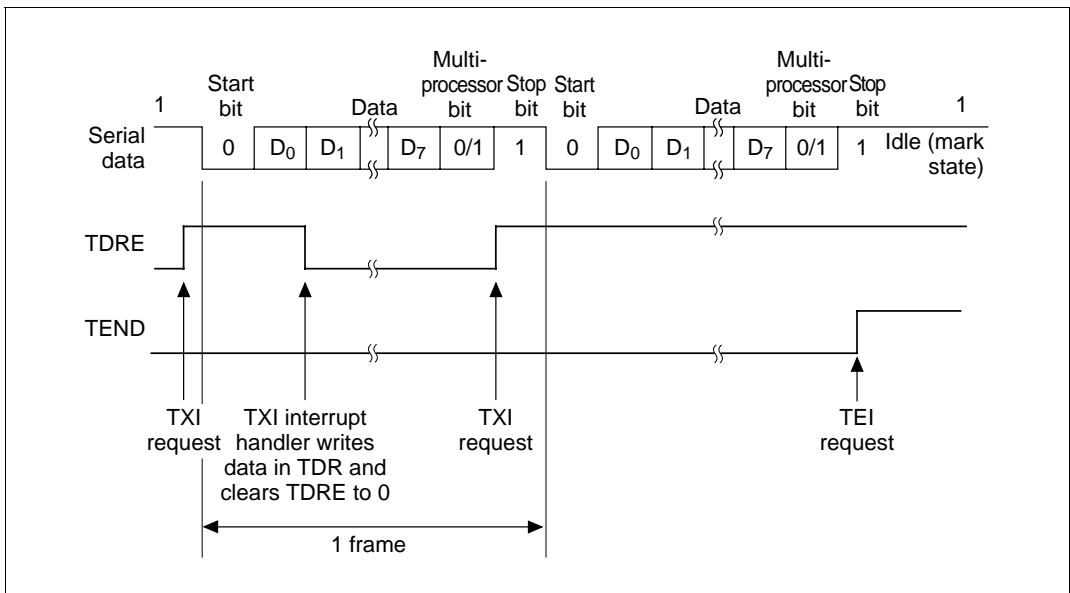 Multi-
processor
bit
Start
bit
Stop
bit
Start
bit
Multi-
processor
bit
Stop
bit
1
Data
Data
1
Serial
data
0
D0
D1
D7
0/1
1
0
D0
D1
D7
0/1
1
Idle (mark
state)
TDRE
TEND
TXI
request
TXI interrupt
handler writes
data in TDR and
clears TDRE to 0
TXI
request
TEI
request
1 frame